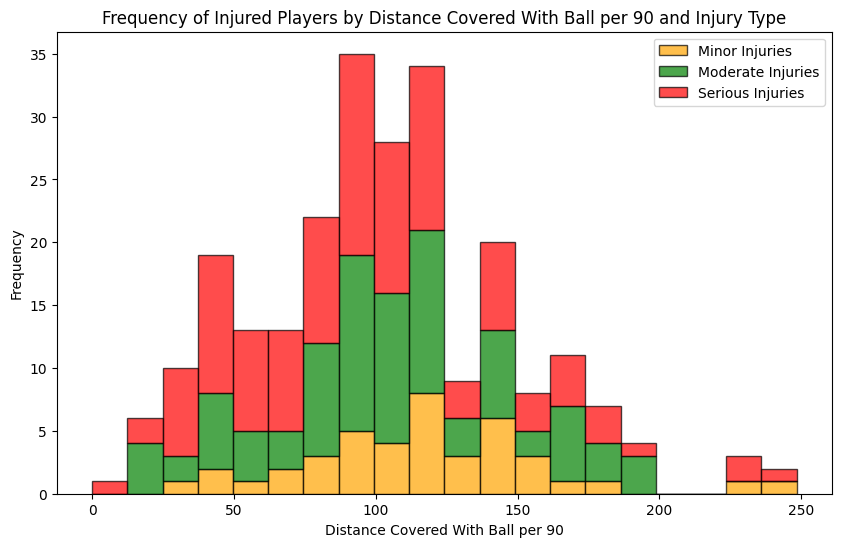 Frequency of Injured Players by Distance Covered With Ball per 90 and Injury Type
Minor Injuries
Moderate Injuries
Serious Injuries
Frequency
35
30
25
20
15
10
5
0
0 50 100 150 200 250
Distance Covered With Ball per 90